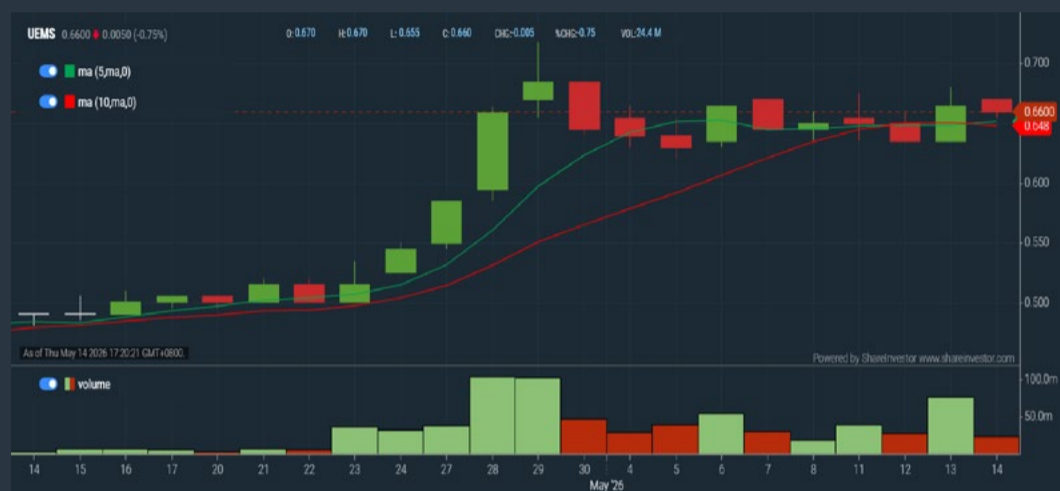 UEMS 0.6600 0.0050 (-0.75%) O: 0.670 H: 0.670 L: 0.655 C: 0.660 CHG:-0.005 %CHG:-0.75 VOL:24.4 M
ma (5,ma,0)
ma (10,ma,0)
0.700
0.6600
0.648
0.600
0.550
0.500
As of Thu May 14 2026 17:20:21 GMT+0800.
Powered by ShareInvestor www.shareinvestor.com
volume
100.0m
50.0m
14 15 16 17 20 21 22 23 24 27 28 29 30 4 5 6 7 8 11 12 13 14
May '26